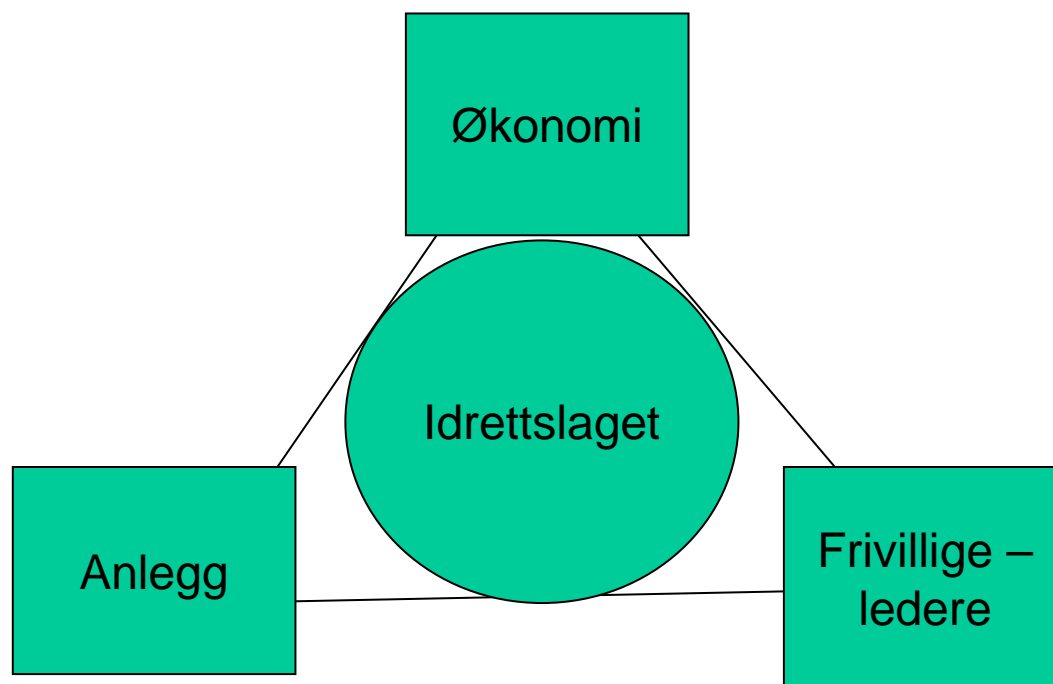 Økonomi
Idrettslaget
Anlegg
Frivillige –
ledere